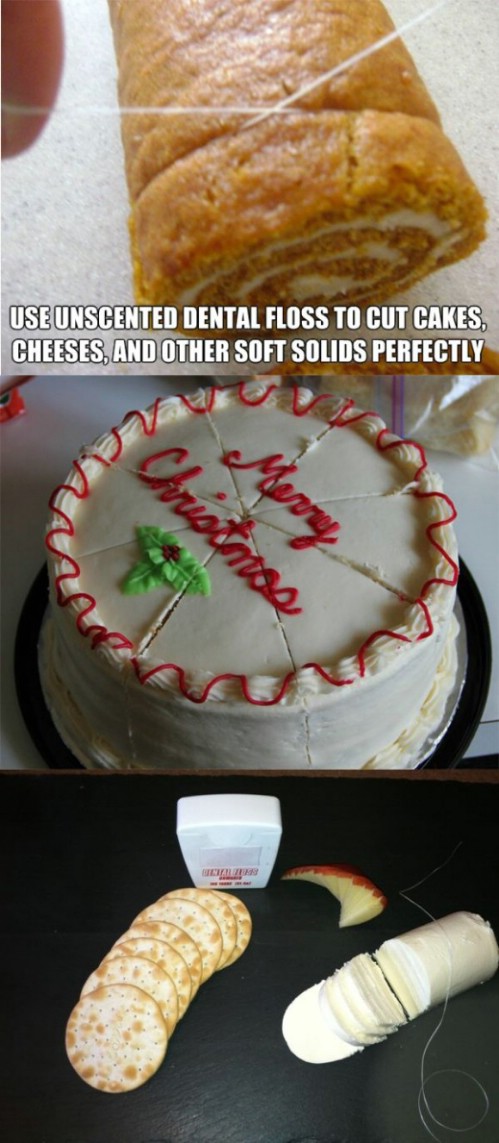 USE UNSCENTED DENTAL FLOSS TO CUT CAKES,
CHEESES, AND OTHER SOFT SOLIDS PERFECTLY
Merry
Christmas
DENTAL FLOSS